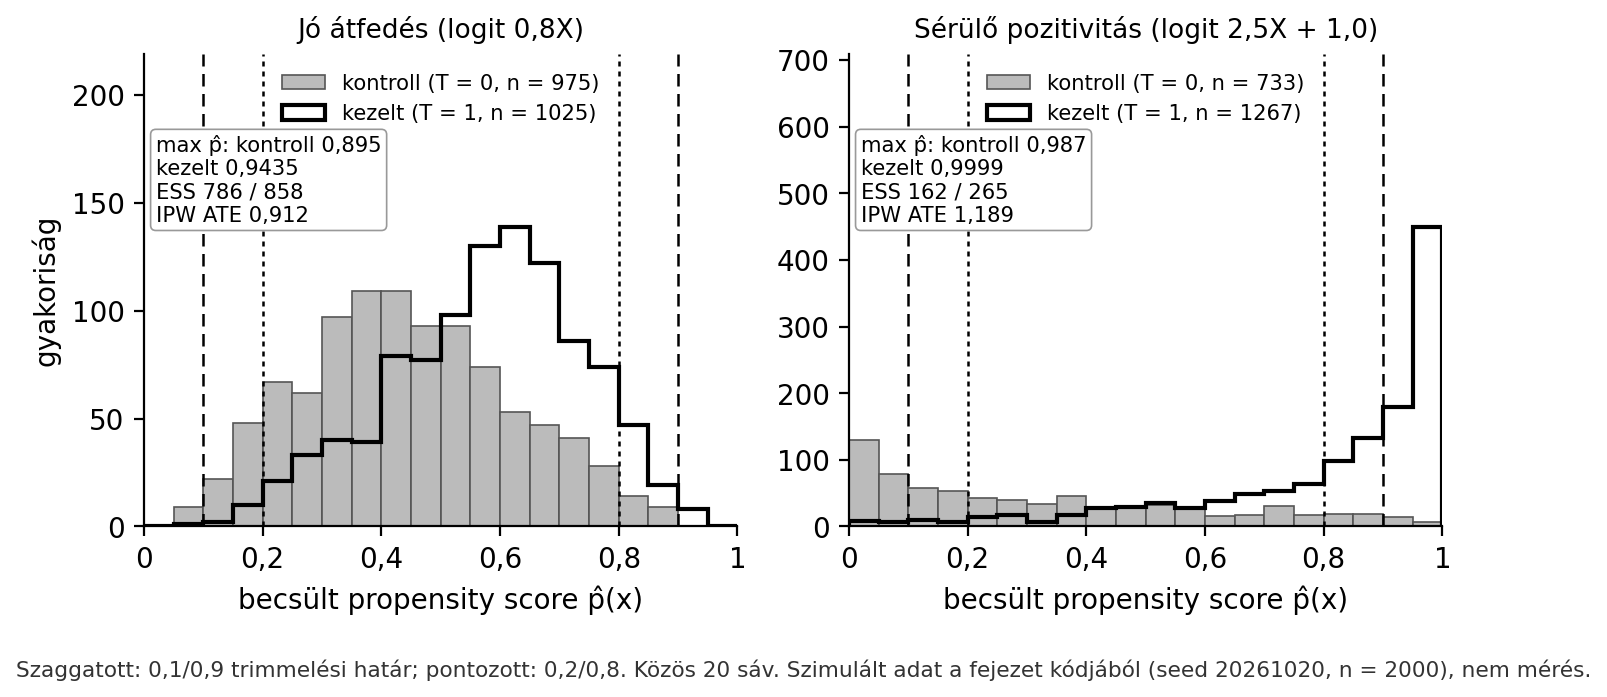 Jó átfedés (logit 0,8X)
kontroll (T = 0, n = 975)
kezelt (T = 1, n = 1025)
max p̂: kontroll 0,895
kezelt 0,9435
ESS 786 / 858
IPW ATE 0,912
gyakoriság
200
150
100
50
0
0
0,2
0,4
0,6
0,8
1
becsült propensity score p̂(x)
Sérülő pozitivitás (logit 2,5X + 1,0)
kontroll (T = 0, n = 733)
kezelt (T = 1, n = 1267)
max p̂: kontroll 0,987
kezelt 0,9999
ESS 162 / 265
IPW ATE 1,189
700
600
500
400
300
200
100
0
0
0,2
0,4
0,6
0,8
1
becsült propensity score p̂(x)
Szaggatott: 0,1/0,9 trimmelési határ; pontozott: 0,2/0,8. Közös 20 sáv. Szimulált adat a fejezet kódjából (seed 20261020, n = 2000), nem mérés.